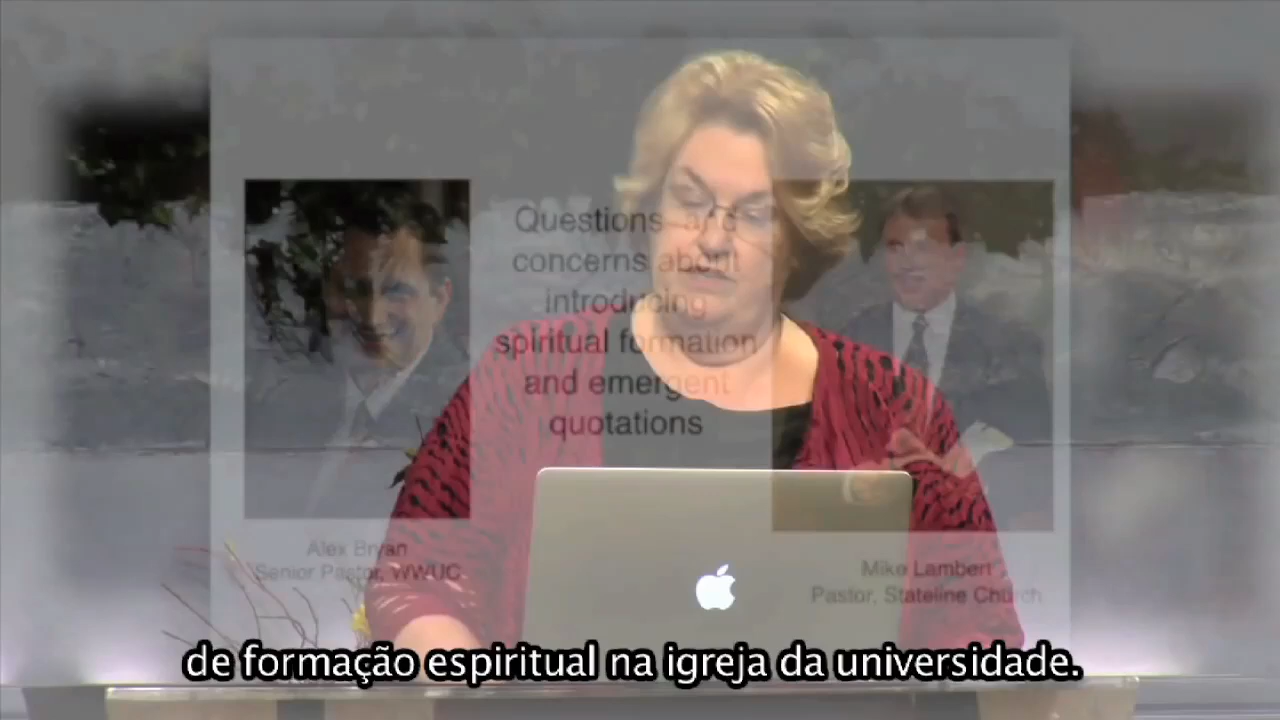 Questions and
concerns about
introducing
spiritual formation
and emergent
quotations
Alex Bryan
Senior Pastor, WWUC
Mike Lambert
Pastor, Stateline Church
de formação espiritual na igreja da universidade.